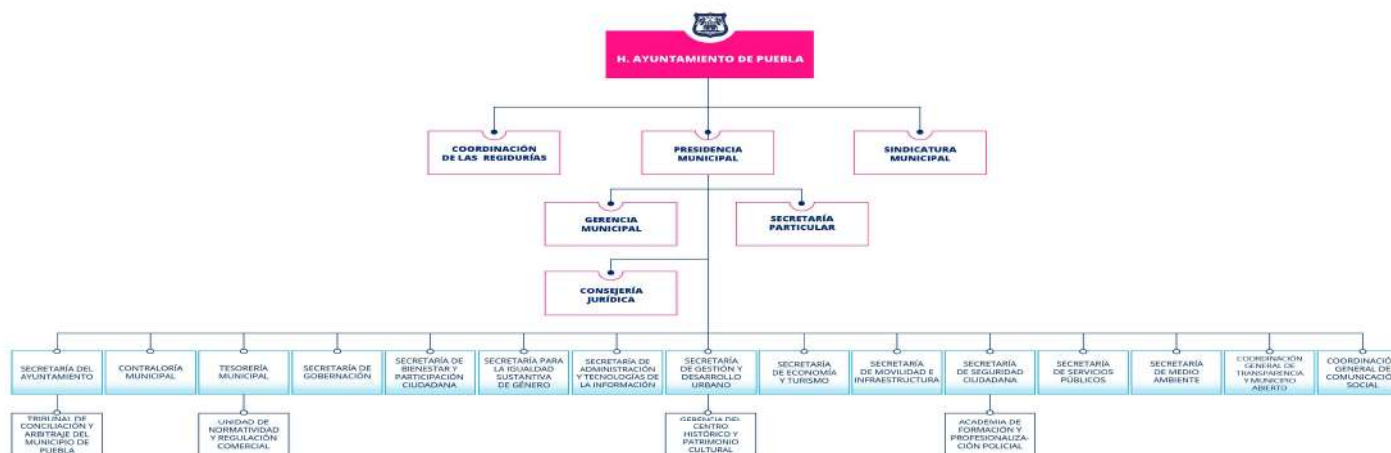 H. AYUNTAMIENTO DE PUEBLA
COORDINACIÓN
DE LAS REGIDURÍAS
PRESIDENCIA
MUNICIPAL
SINDICATURA
MUNICIPAL
GERENCIA
MUNICIPAL
SECRETARÍA
PARTICULAR
CONSEJERÍA
JURÍDICA
SECRETARÍA DEL
AYUNTAMIENTO
CONTRALORÍA
MUNICIPAL
TESORERÍA
MUNICIPAL
SECRETARÍA DE
GOBERNACIÓN
SECRETARÍA DE
BIENESTAR Y
PARTICIPACIÓN
CIUDADANA
SECRETARÍA PARA
LA IGUALDAD
SUSTANTIVA
DE GÉNERO
SECRETARÍA DE
ADMINISTRACIÓN
Y TECNOLOGÍAS DE
LA INFORMACIÓN
SECRETARÍA
DE GESTIÓN Y
DESARROLLO
URBANO
SECRETARÍA
DE ECONOMÍA
Y TURISMO
SECRETARÍA
DE MOVILIDAD E
INFRAESTRUCTURA
SECRETARÍA
DE SEGURIDAD
CIUDADANA
SECRETARÍA
DE SERVICIOS
PÚBLICOS
SECRETARÍA
DE MEDIO
AMBIENTE
COORDINACIÓN
GENERAL DE
TRANSPARENCIA
Y MUNICIPIO
ABIERTO
COORDINACIÓN
GENERAL DE
COMUNICACIÓN
SOCIAL
TRIBUNAL DE
CONCILIACIÓN Y
ARBITRAJE DEL
MUNICIPIO DE
PUEBLA
UNIDAD DE
NORMATIVIDAD
Y REGULACIÓN
COMERCIAL
GERENCIA DEL
CENTRO
HISTÓRICO Y
PATRIMONIO
CULTURAL
ACADEMIA DE
FORMACIÓN Y
PROFESIONALIZA-
CIÓN POLICIAL